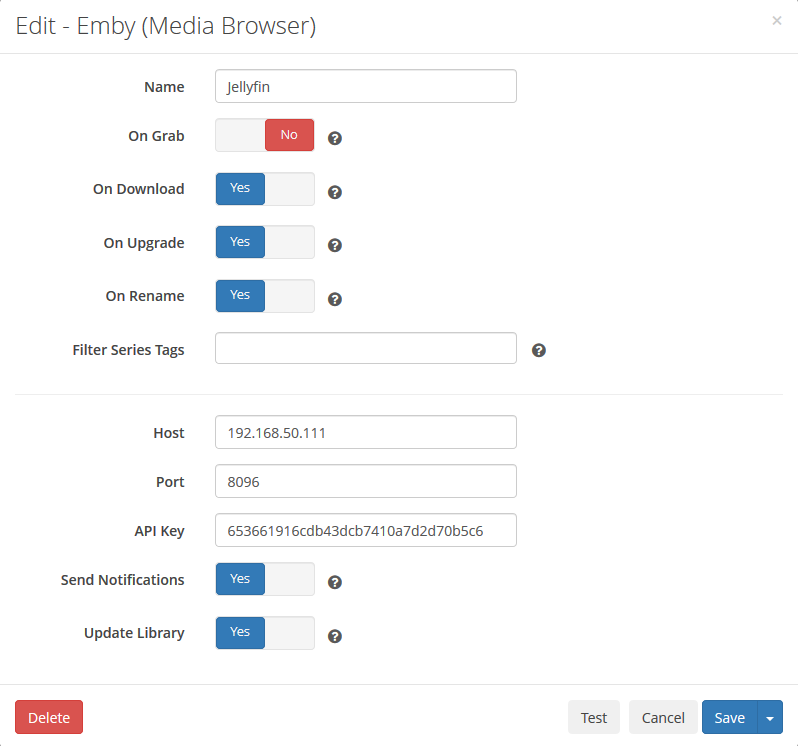 Edit - Emby (Media Browser)
×
Name
Jellyfin
On Grab
No
On Download
Yes
On Upgrade
Yes
On Rename
Yes
Filter Series Tags
Host
192.168.50.111
Port
8096
API Key
653661916cdb43dcb7410a7d2d70b5c6
Send Notifications
Yes
Update Library
Yes
Delete
Test
Cancel
Save